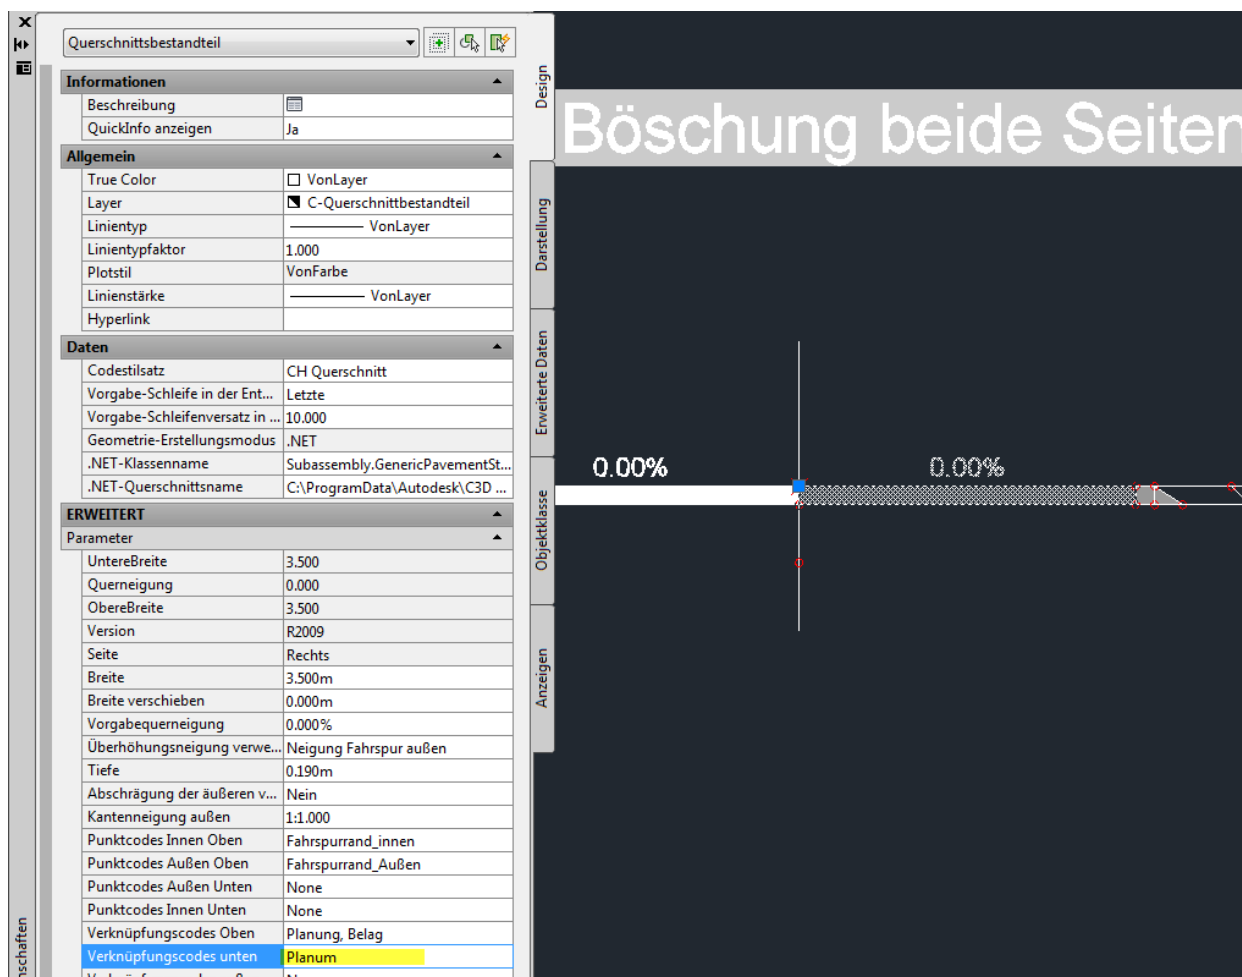 Querschnittsbestandteil
Informationen
Beschreibung
QuickInfo anzeigen Ja
Allgemein
True Color VonLayer
Layer C-Querschnittbestandteil
Linientyp VonLayer
Linientypfaktor 1.000
Plotstil VonFarbe
Linienstärke VonLayer
Hyperlink
Daten
Codestilsatz CH Querschnitt
Vorgabe-Schleife in der Ent... Letzte
Vorgabe-Schleifenversatz in ... 10.000
Geometrie-Erstellungsmodus .NET
.NET-Klassenname Subassembly.GenericPavementSt...
.NET-Querschnittsname C:\ProgramData\Autodesk\C3D ...
ERWEITERT
Parameter
UntereBreite 3.500
Querneigung 0.000
ObereBreite 3.500
Version R2009
Seite Rechts
Breite 3.500m
Breite verschieben 0.000m
Vorgabequerneigung 0.000%
Überhöhungsneigung verwe... Neigung Fahrspur außen
Tiefe 0.190m
Abschrägung der äußeren v... Nein
Kantenneigung außen 1:1.000
Punktcodes Innen Oben Fahrspurrand_innen
Punktcodes Außen Oben Fahrspurrand_Außen
Punktcodes Außen Unten None
Punktcodes Innen Unten None
Verknüpfungscodes Oben Planung, Belag
Verknüpfungscodes unten Planum
Design
Darstellung
Erweiterte Daten
Objektklasse
Anzeigen
Böschung beide Seiten
0.00% 0.00%